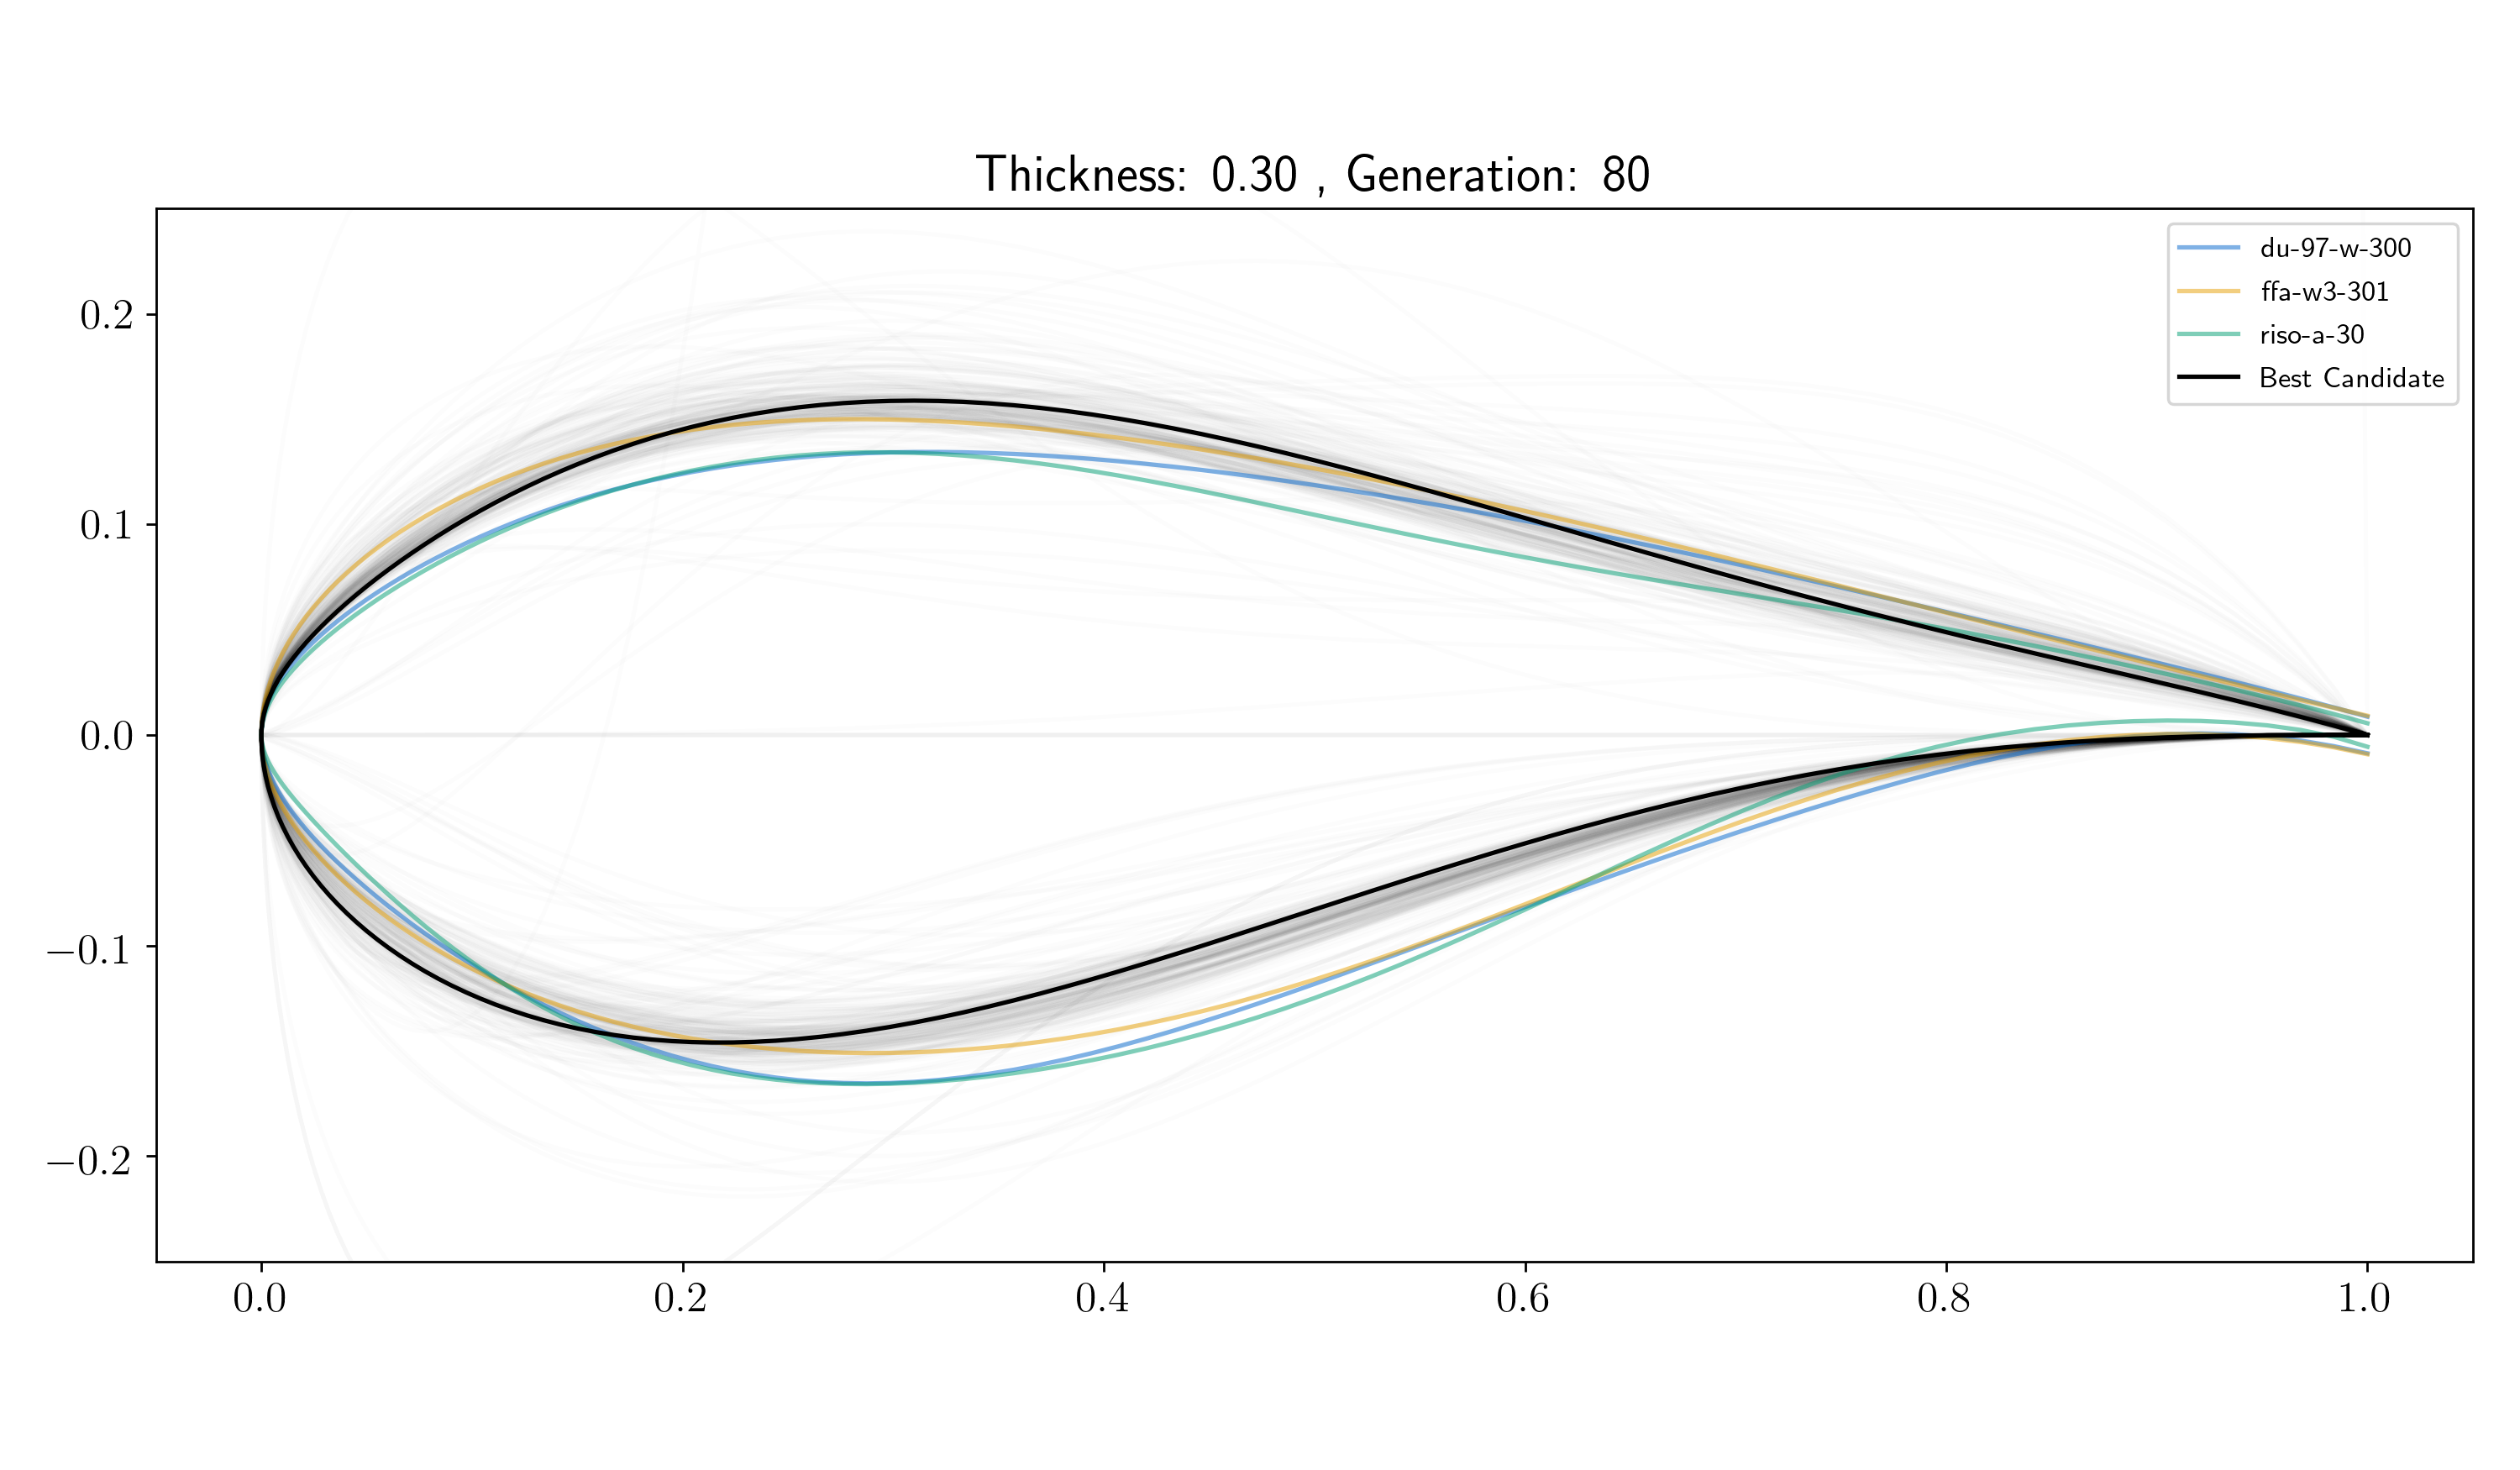 Thickness: 0.30 , Generation: 80
du-97-w-300
ffa-w3-301
riso-a-30
Best Candidate
0.2
0.1
0.0
−0.1
−0.2
0.0 0.2 0.4 0.6 0.8 1.0